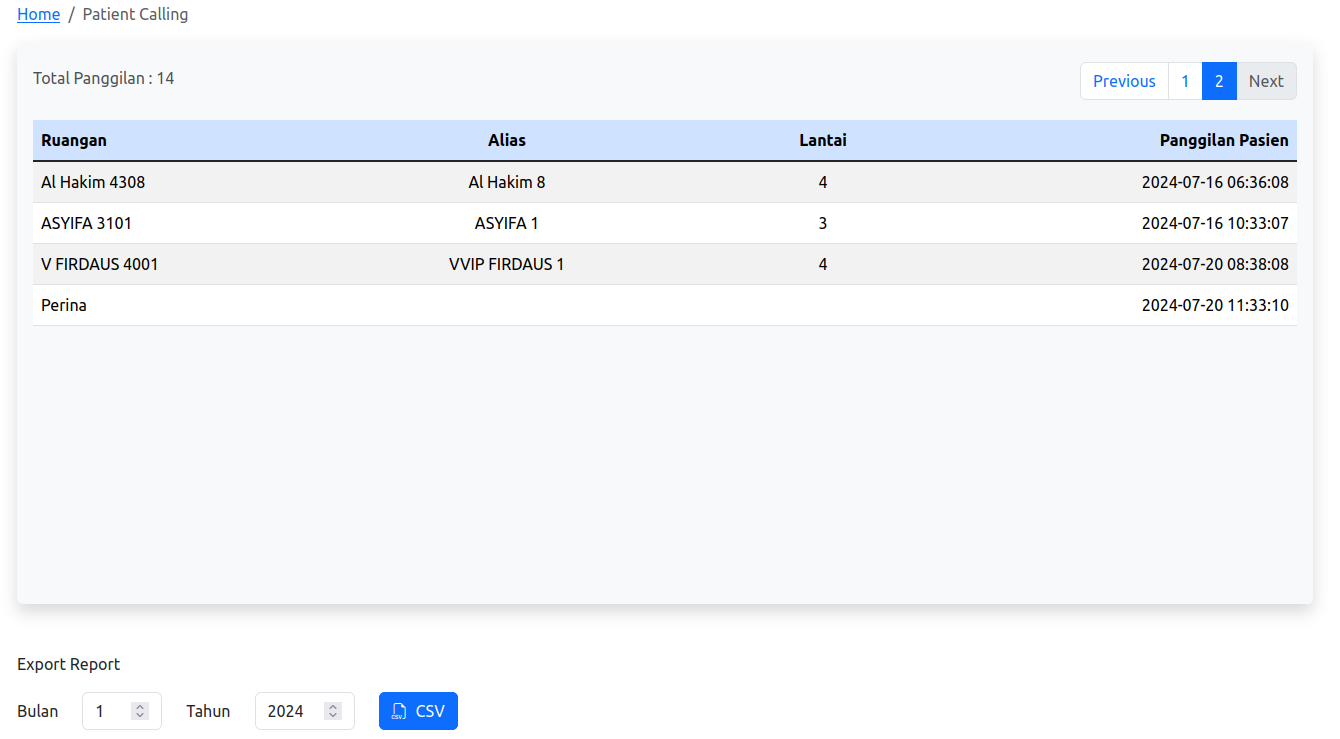 Home / Patient Calling
Total Panggilan : 14
Previous 1 2 Next
Ruangan Alias Lantai Panggilan Pasien
Al Hakim 4308 Al Hakim 8 4 2024-07-16 06:36:08
ASYIFA 3101 ASYIFA 1 3 2024-07-16 10:33:07
V FIRDAUS 4001 VVIP FIRDAUS 1 4 2024-07-20 08:38:08
Perina 2024-07-20 11:33:10
Export Report
Bulan 1 Tahun 2024 CSV CSV